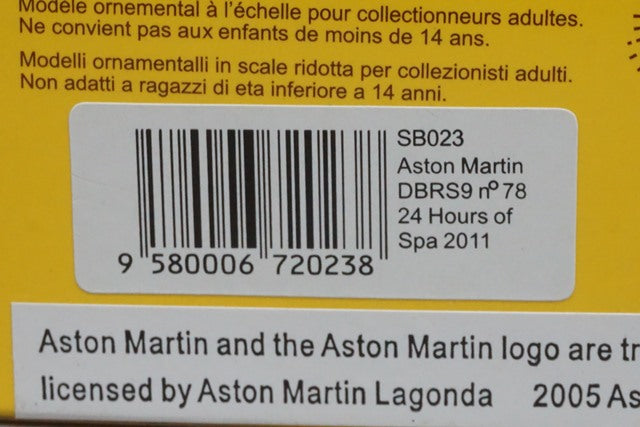 Modèle ornemental à l'échelle pour collectionneurs adultes.
Ne convient pas aux enfants de moins de 14 ans.
Modelli ornamentalli in scale ridotta per collezionisti adulti.
Non adatti a ragazzi di eta inferiore a 14 anni.
SB023
Aston Martin
DBRS9 nº 78
24 Hours of
Spa 2011
9 580006 720238
Aston Martin and the Aston Martin logo are tr
licensed by Aston Martin Lagonda 2005 As